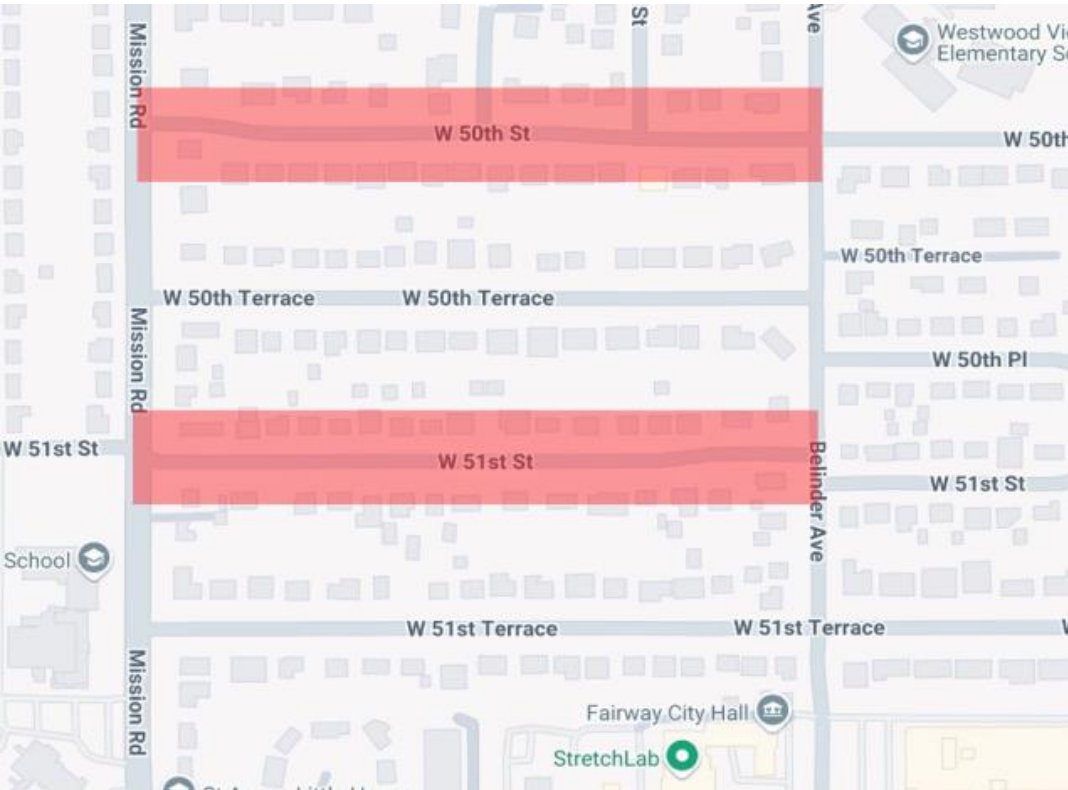 Mission Rd
St
Ave
Westwood Vi
Elementary Sc
W 50th St
W 50th
W 50th Terrace
W 50th Terrace
W 50th Terrace
Mission Rd
W 50th Pl
W 51st St
W 51st St
Belinder Ave
W 51st St
School
W 51st Terrace
W 51st Terrace
Mission Rd
Fairway City Hall
StretchLab